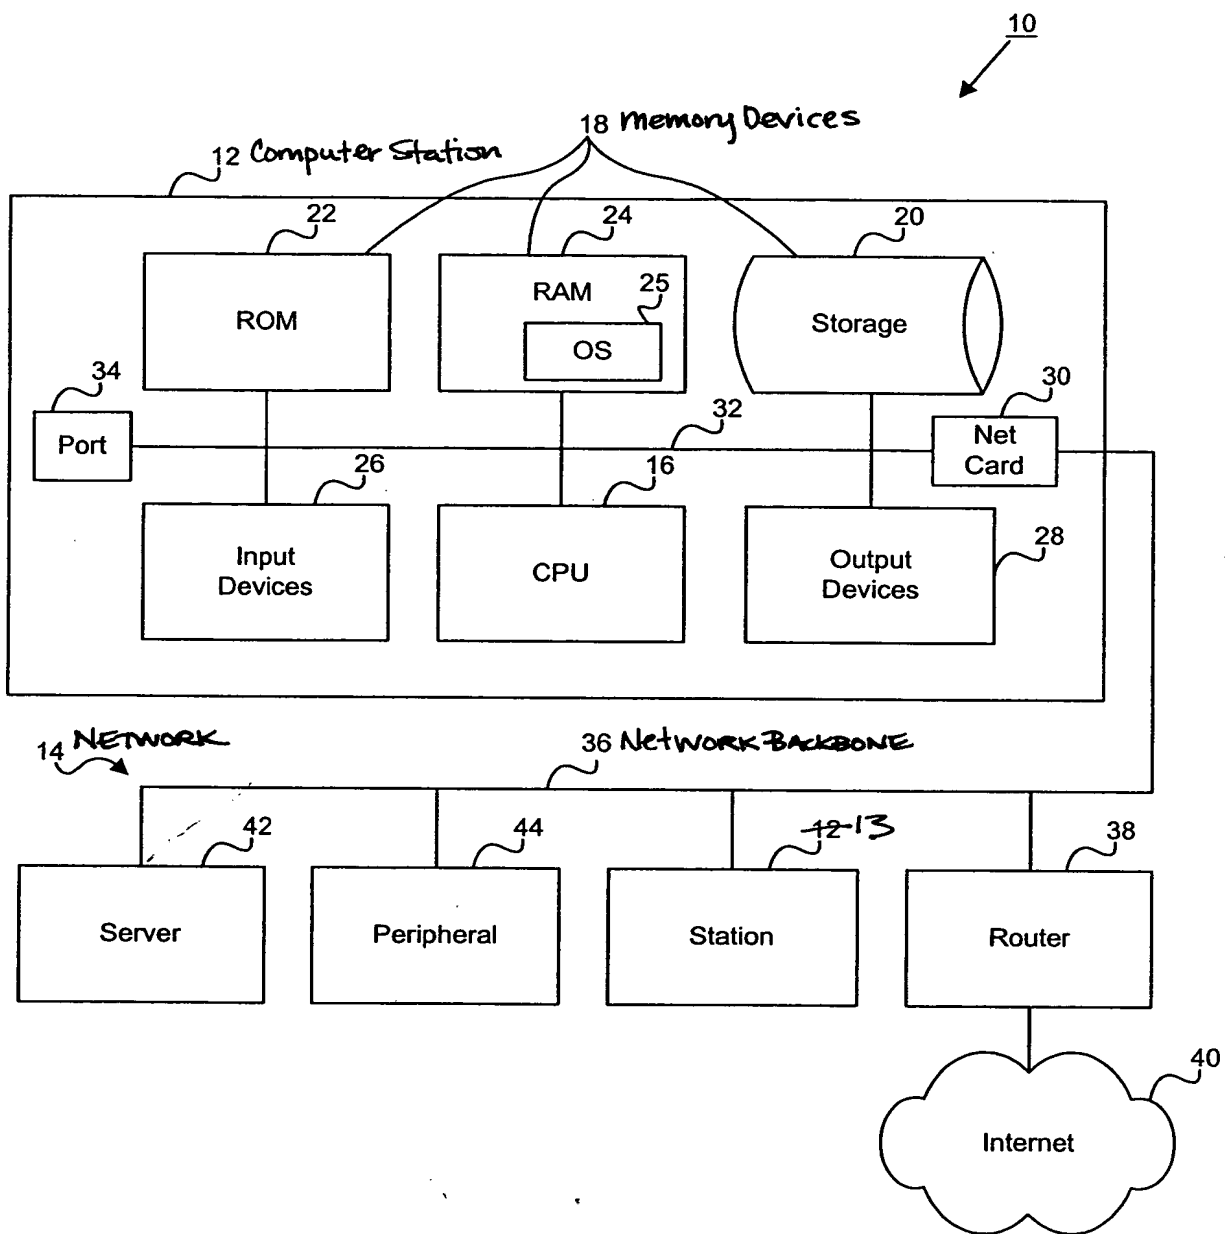 10
18 Memory Devices
12 Computer Station
22
24
20
ROM
RAM
25
OS
Storage
34
Port
32
30
Net
Card
26
16
Input
Devices
CPU
Output
Devices
28
14 NETWORK
36 NETWORK BACKBONE
42
44
12 13
38
Server
Peripheral
Station
Router
40
Internet